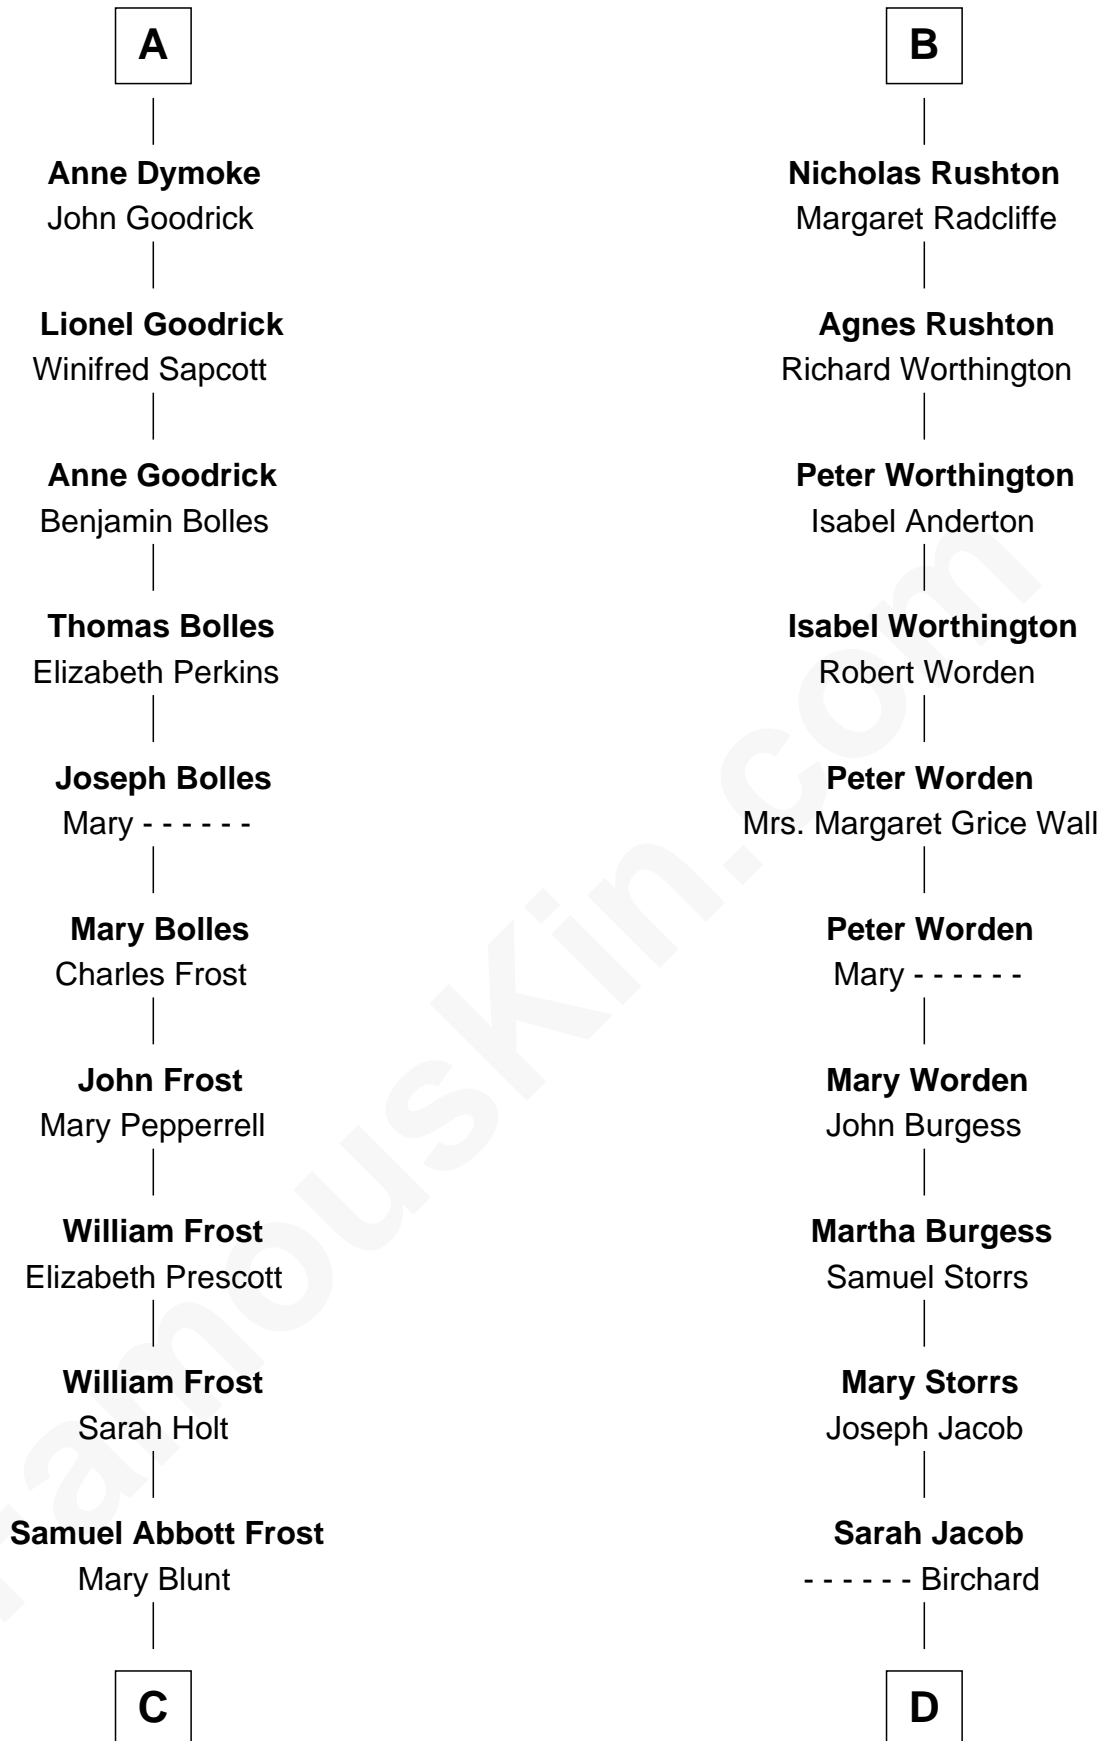 A
Anne Dymoke
John Goodrick
Lionel Goodrick
Winifred Sapcott
Anne Goodrick
Benjamin Bolles
Thomas Bolles
Elizabeth Perkins
Joseph Bolles
Mary - - - - - -
Mary Bolles
Charles Frost
John Frost
Mary Pepperrell
William Frost
Elizabeth Prescott
William Frost
Sarah Holt
Samuel Abbott Frost
Mary Blunt
C
B
Nicholas Rushton
Margaret Radcliffe
Agnes Rushton
Richard Worthington
Peter Worthington
Isabel Anderton
Isabel Worthington
Robert Worden
Peter Worden
Mrs. Margaret Grice Wall
Peter Worden
Mary - - - - - -
Mary Worden
John Burgess
Martha Burgess
Samuel Storrs
Mary Storrs
Joseph Jacob
Sarah Jacob
- - - - - - Birchard
D
FamousKin.com